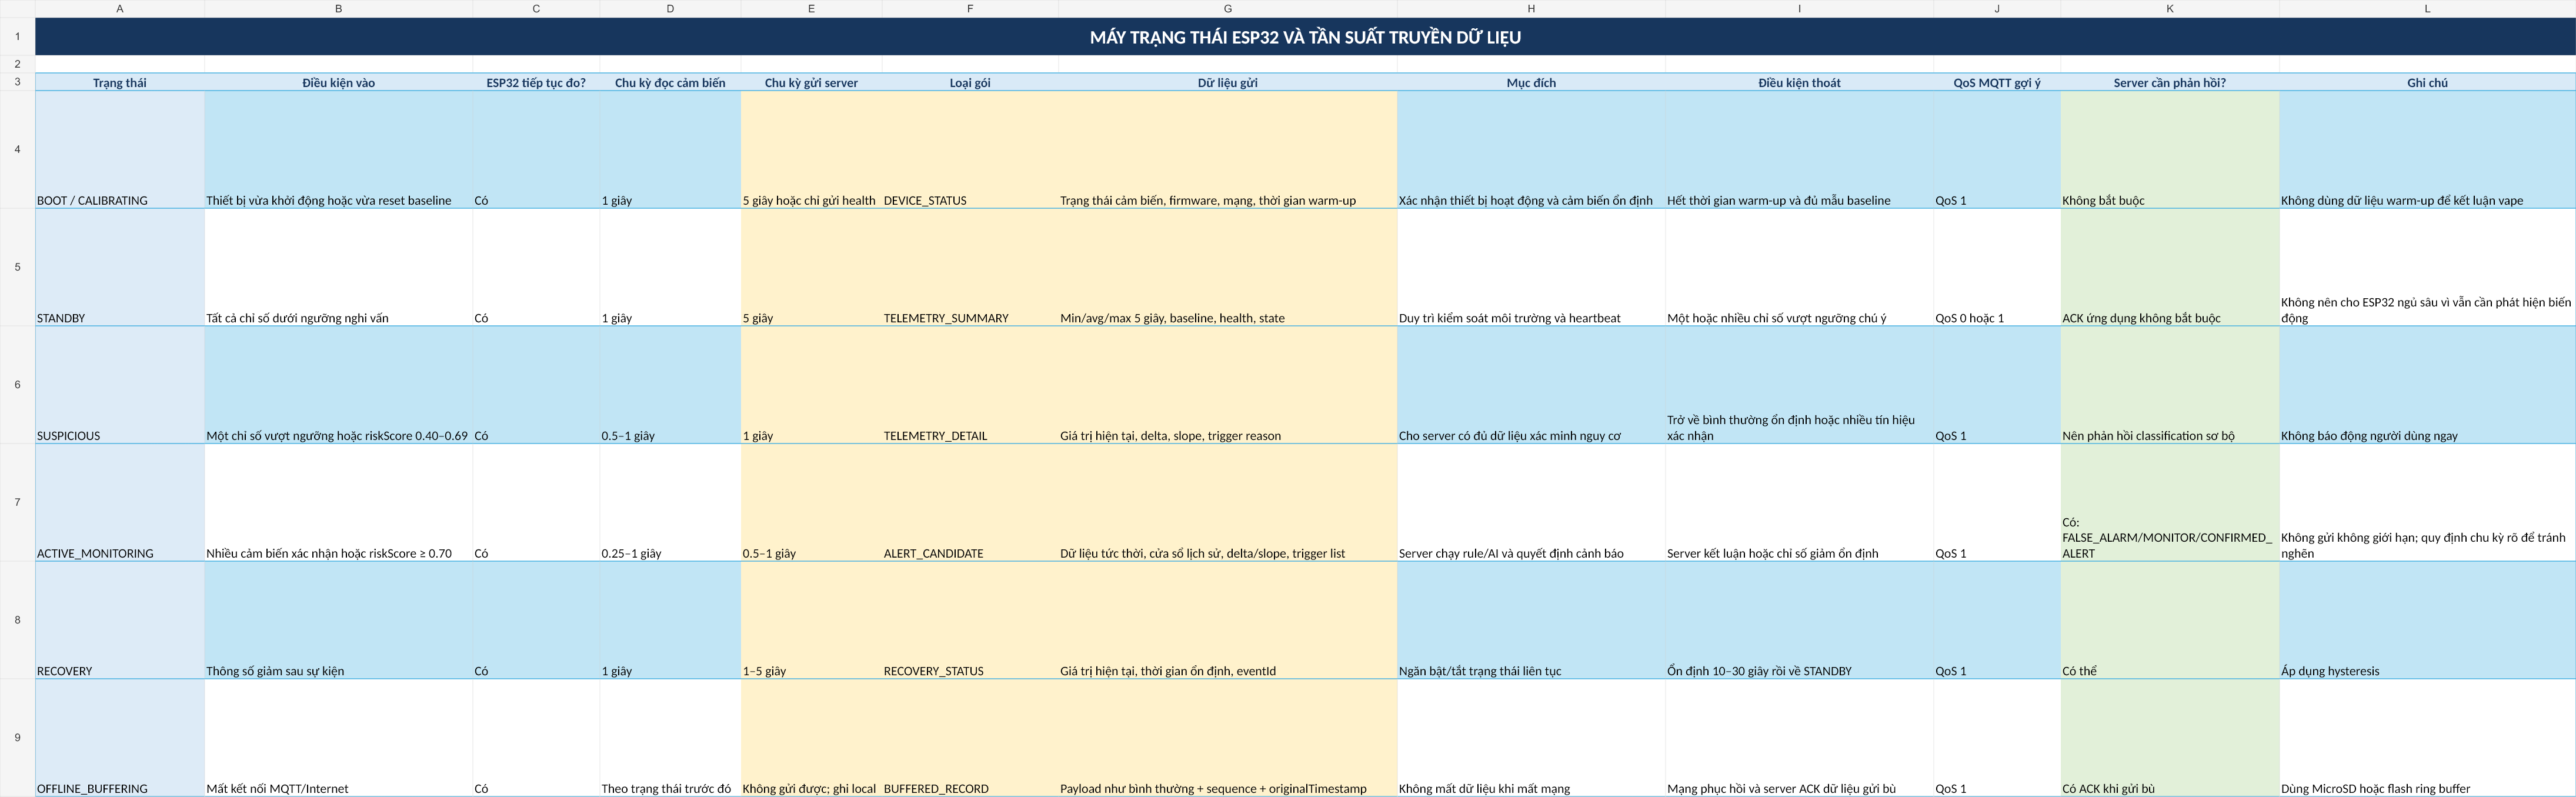 A B C D E F G H I J K L
1 MÁY TRẠNG THÁI ESP32 VÀ TẦN SUẤT TRUYỀN DỮ LIỆU
2
3 Trạng thái Điều kiện vào ESP32 tiếp tục đo? Chu kỳ đọc cảm biến Chu kỳ gửi server Loại gói Dữ liệu gửi Mục đích Điều kiện thoát QoS MQTT gợi ý Server cần phản hồi? Ghi chú
4 BOOT / CALIBRATING Thiết bị vừa khởi động hoặc vừa reset baseline Có 1 giây 5 giây hoặc chỉ gửi health DEVICE_STATUS Trạng thái cảm biến, firmware, mạng, thời gian warm-up Xác nhận thiết bị hoạt động và cảm biến ổn định Hết thời gian warm-up và đủ mẫu baseline QoS 1 Không bắt buộc Không dùng dữ liệu warm-up để kết luận vape
5 STANDBY Tất cả chỉ số dưới ngưỡng nghi vấn Có 1 giây 5 giây TELEMETRY_SUMMARY Min/avg/max 5 giây, baseline, health, state Duy trì kiểm soát môi trường và heartbeat Một hoặc nhiều chỉ số vượt ngưỡng chú ý QoS 0 hoặc 1 ACK ứng dụng không bắt buộc Không nên cho ESP32 ngủ sâu vì vẫn cần phát hiện biến
động
6 SUSPICIOUS Một chỉ số vượt ngưỡng hoặc riskScore 0.40–0.69 Có 0.5–1 giây 1 giây TELEMETRY_DETAIL Giá trị hiện tại, delta, slope, trigger reason Cho server có đủ dữ liệu xác minh nguy cơ Trở về bình thường ổn định hoặc nhiều tín hiệu
xác nhận QoS 1 Nên phản hồi classification sơ bộ Không báo động người dùng ngay
7 ACTIVE_MONITORING Nhiều cảm biến xác nhận hoặc riskScore ≥ 0.70 Có 0.25–1 giây 0.5–1 giây ALERT_CANDIDATE Dữ liệu tức thời, cửa sổ lịch sử, delta/slope, trigger list Server chạy rule/AI và quyết định cảnh báo Server kết luận hoặc chỉ số giảm ổn định QoS 1 Có:
FALSE_ALARM/MONITOR/CONFIRMED_
ALERT Không gửi không giới hạn; quy định chu kỳ rõ để tránh
nghẽn
8 RECOVERY Thông số giảm sau sự kiện Có 1 giây 1–5 giây RECOVERY_STATUS Giá trị hiện tại, thời gian ổn định, eventId Ngăn bật/tắt trạng thái liên tục Ổn định 10–30 giây rồi về STANDBY QoS 1 Có thể Áp dụng hysteresis
9 OFFLINE_BUFFERING Mất kết nối MQTT/Internet Có Theo trạng thái trước đó Không gửi được; ghi local BUFFERED_RECORD Payload như bình thường + sequence + originalTimestamp Không mất dữ liệu khi mất mạng Mạng phục hồi và server ACK dữ liệu gửi bù QoS 1 Có ACK khi gửi bù Dùng MicroSD hoặc flash ring buffer